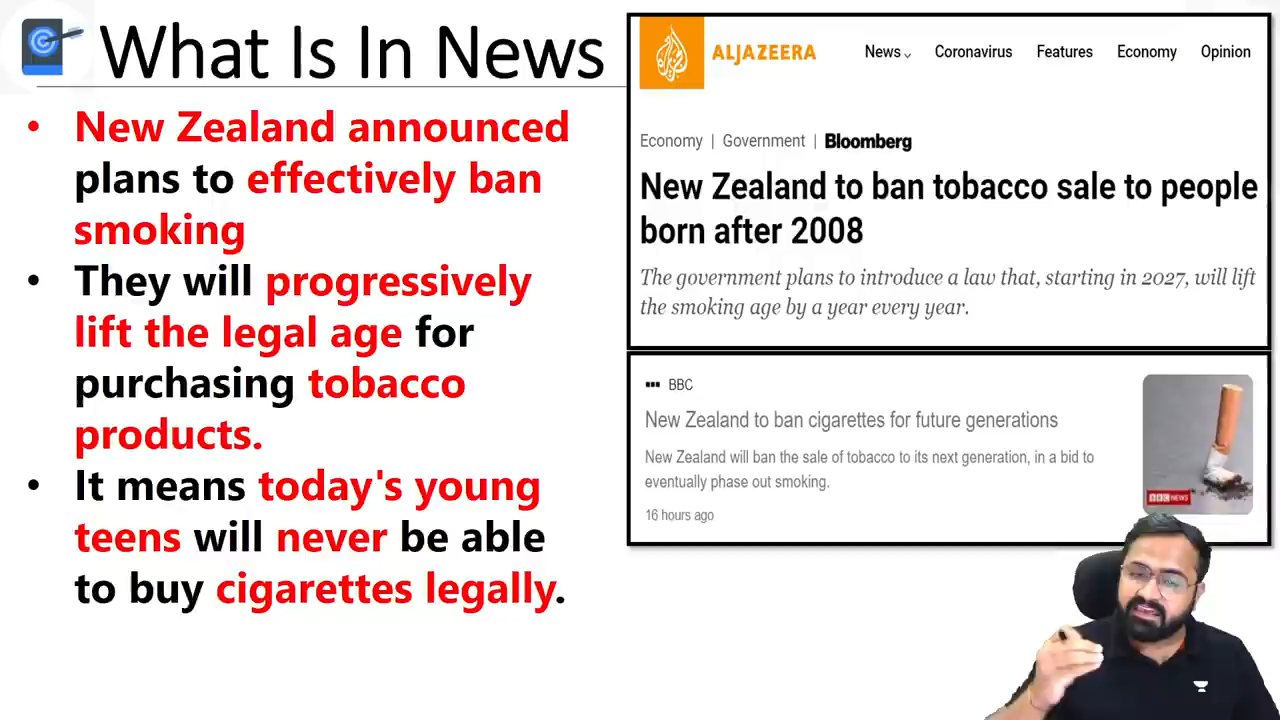 What Is In News
• New Zealand announced
plans to effectively ban
smoking
• They will progressively
lift the legal age for
purchasing tobacco
products.
• It means today's young
teens will never be able
to buy cigarettes legally.
ALJAZEERA
News Coronavirus Features Economy Opinion
Economy | Government | Bloomberg
New Zealand to ban tobacco sale to people
born after 2008
The government plans to introduce a law that, starting in 2027, will lift
the smoking age by a year every year.
BBC
New Zealand to ban cigarettes for future generations
New Zealand will ban the sale of tobacco to its next generation, in a bid to
eventually phase out smoking.
16 hours ago
BBC NEWS